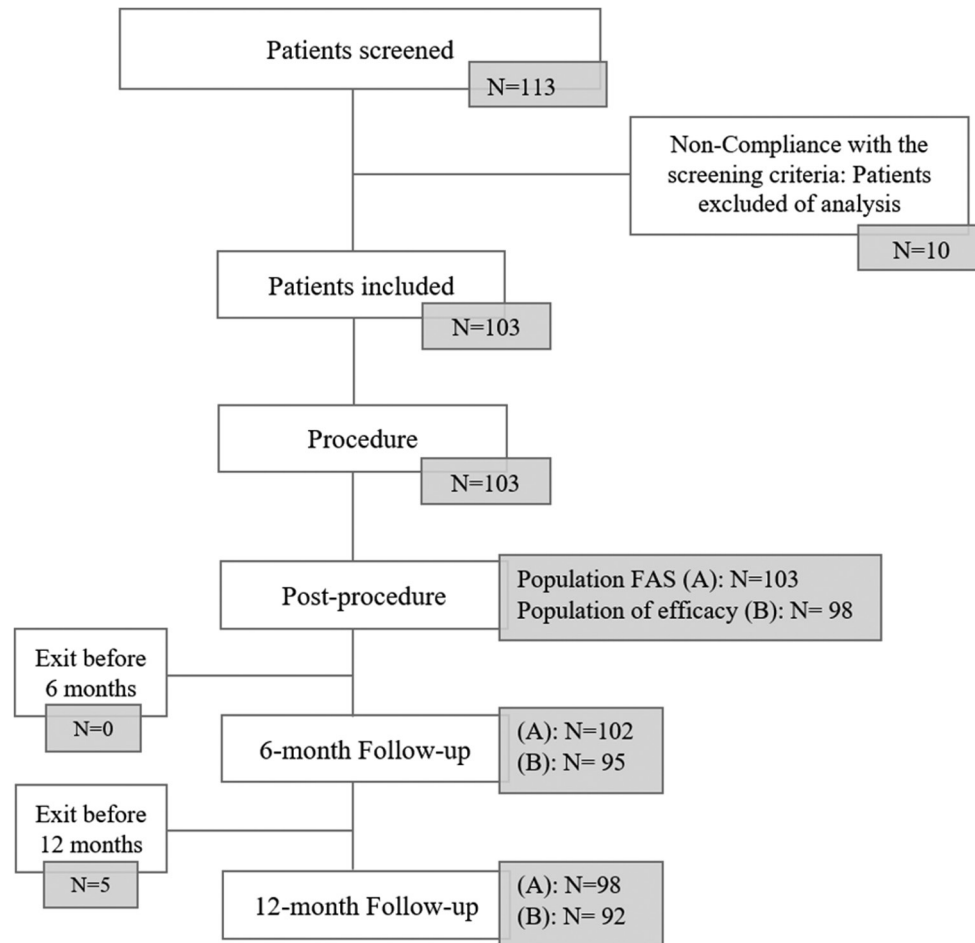 Patients screened
N=113
Non-Compliance with the
screening criteria: Patients
excluded of analysis
N=10
Patients included
N=103
Procedure
N=103
Post-procedure
Population FAS (A): N=103
Population of efficacy (B): N= 98
Exit before
6 months
N=0
6-month Follow-up
(A): N=102
(B): N= 95
Exit before
12 months
N=5
12-month Follow-up
(A): N=98
(B): N= 92